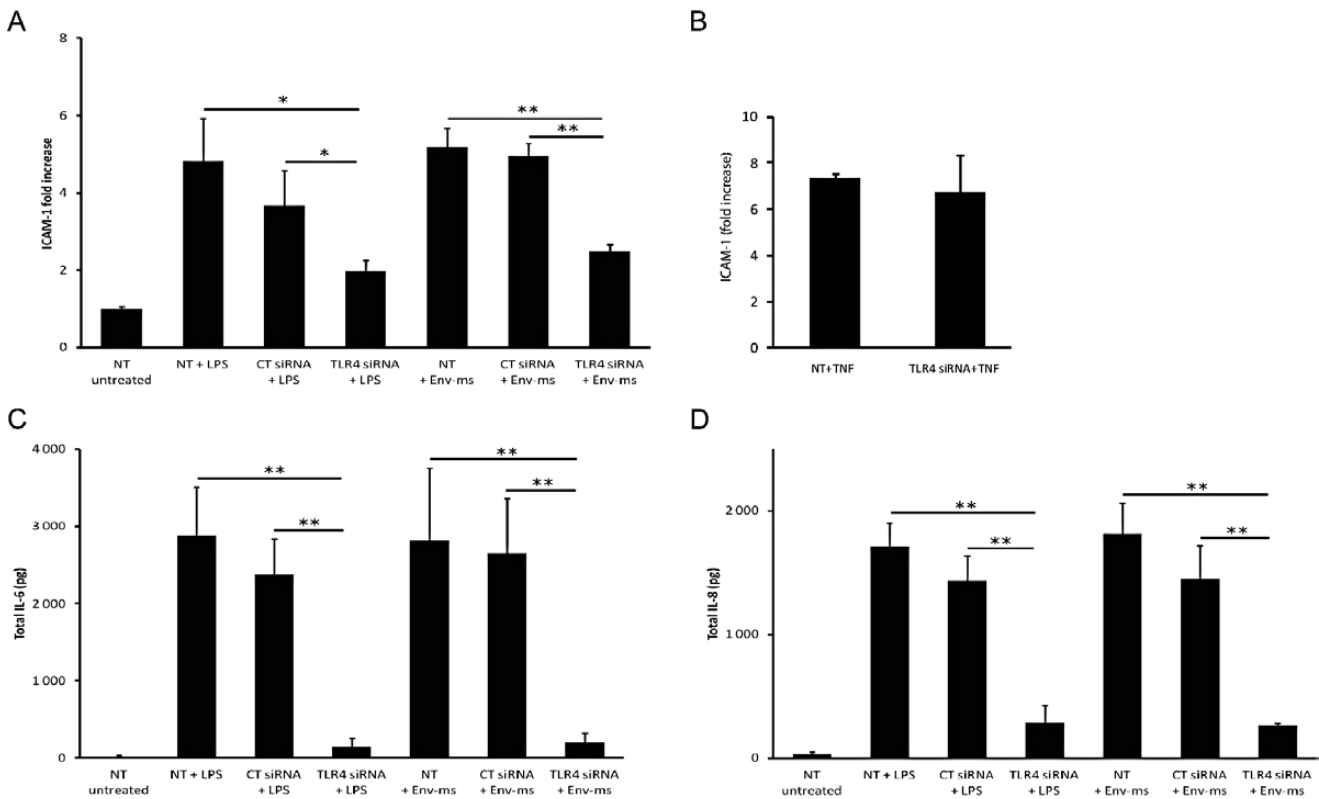 A
8
6
4
2
0
ICAM-1 fold increase
*
*
**
**
NT
untreated
NT + LPS
CT siRNA
+ LPS
TLR4 siRNA
+ LPS
NT
+ Env-ms
CT siRNA
+ Env-ms
TLR4 siRNA
+ Env-ms
B
10
8
6
4
2
0
ICAM-1 (fold increase)
NT+TNF
TLR4 siRNA+TNF
C
4 000
3 000
2 000
1 000
0
Total IL-6 (pg)
**
**
**
**
NT
untreated
NT + LPS
CT siRNA
+ LPS
TLR4 siRNA
+ LPS
NT
+ Env-ms
CT siRNA
+ Env-ms
TLR4 siRNA
+ Env-ms
D
2 000
1 000
0
Total IL-8 (pg)
**
**
**
**
NT
untreated
NT + LPS
CT siRNA
+ LPS
TLR4 siRNA
+ LPS
NT
+ Env-ms
CT siRNA
+ Env-ms
TLR4 siRNA
+ Env-ms